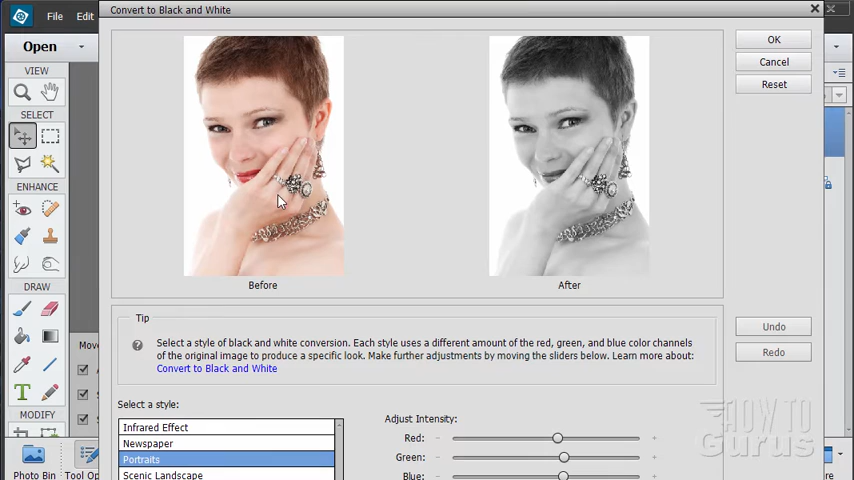 File Edit
Convert to Black and White
Open
VIEW
SELECT
ENHANCE
DRAW
MODIFY
Photo Bin
Tool Op
Move
OK
Cancel
Reset
Before
After
Tip
Select a style of black and white conversion. Each style uses a different amount of the red, green, and blue color channels
of the original image to produce a specific look. Make further adjustments by moving the sliders below. Learn more about:
Convert to Black and White
Undo
Redo
Select a style:
Infrared Effect
Newspaper
Portraits
Scenic Landscape
Adjust Intensity:
Red:
Green:
Blue:
HOW TO
Gurus